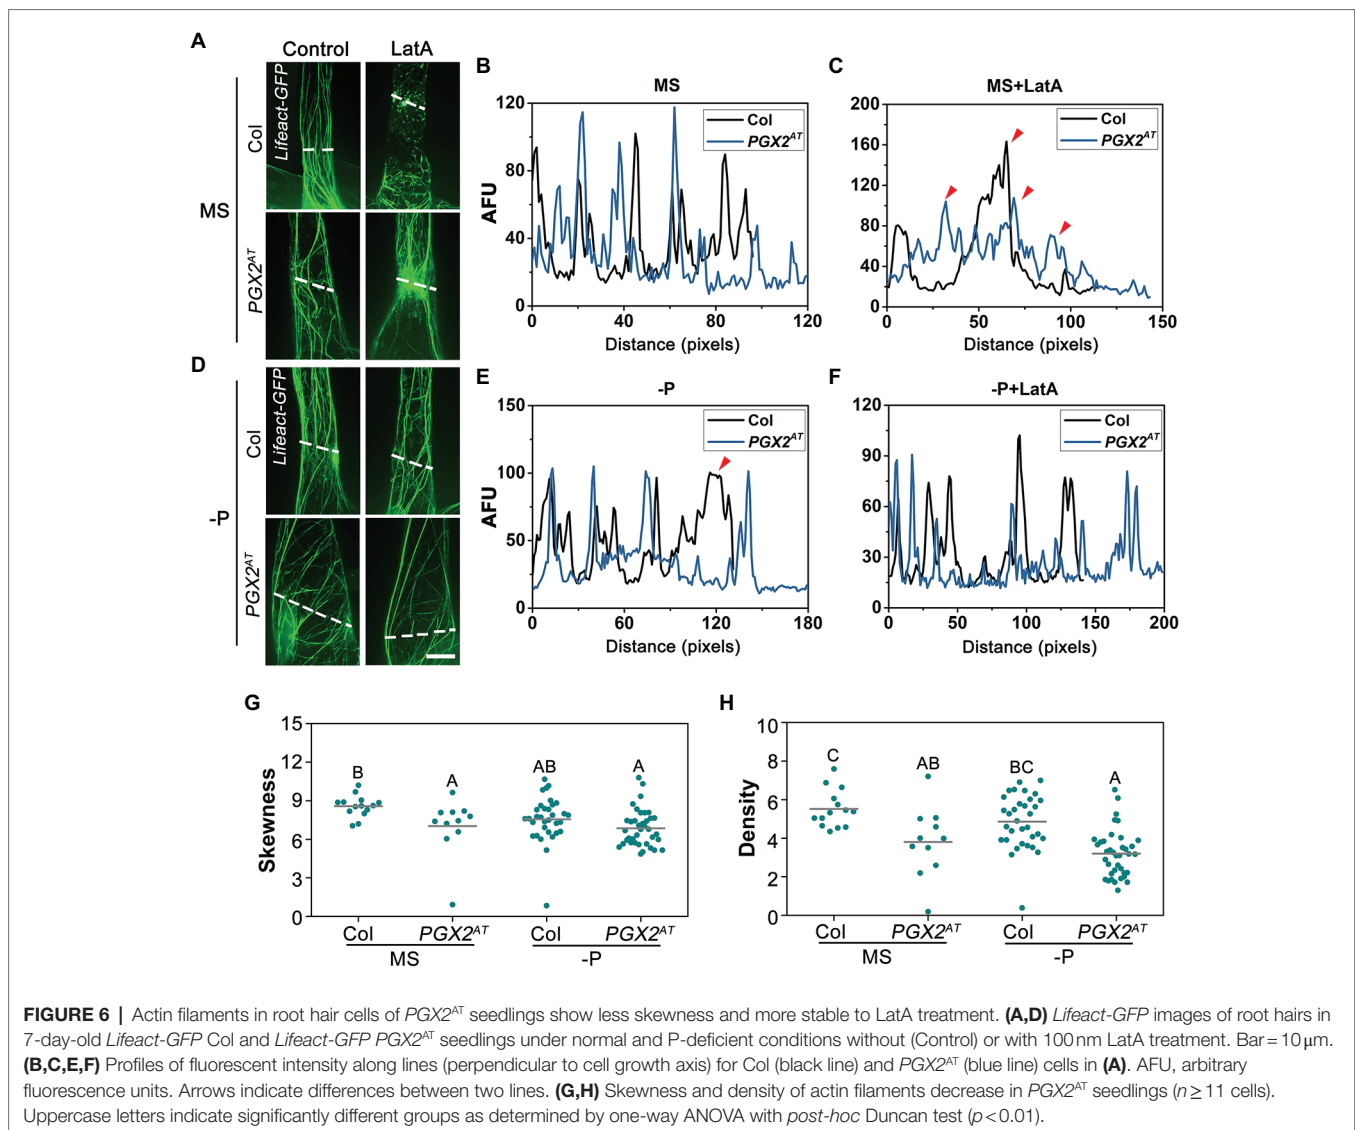 A
Control
LatA
MS
Col
Lifeact-GFP
PGX2AT
B
MS
AFU
120
80
40
0
Col
PGX2AT
0
40
80
120
Distance (pixels)
C
MS+LatA
200
160
120
80
40
0
Col
PGX2AT
0
50
100
150
Distance (pixels)
D
-P
Col
Lifeact-GFP
PGX2AT
E
-P
AFU
150
100
50
0
Col
PGX2AT
0
60
120
180
Distance (pixels)
F
-P+LatA
120
90
60
30
0
Col
PGX2AT
0
50
100
150
200
Distance (pixels)
G
Skewness
15
12
9
6
3
0
B
A
AB
A
Col
PGX2AT
Col
PGX2AT
MS
-P
H
Density
10
8
6
4
2
0
C
AB
BC
A
Col
PGX2AT
Col
PGX2AT
MS
-P
FIGURE 6 | Actin filaments in root hair cells of PGX2AT seedlings show less skewness and more stable to LatA treatment. (A,D) Lifeact-GFP images of root hairs in
7-day-old Lifeact-GFP Col and Lifeact-GFP PGX2AT seedlings under normal and P-deficient conditions without (Control) or with 100 nm LatA treatment. Bar = 10 μm.
(B,C,E,F) Profiles of fluorescent intensity along lines (perpendicular to cell growth axis) for Col (black line) and PGX2AT (blue line) cells in (A). AFU, arbitrary
fluorescence units. Arrows indicate differences between two lines. (G,H) Skewness and density of actin filaments decrease in PGX2AT seedlings (n ≥ 11 cells).
Uppercase letters indicate significantly different groups as determined by one-way ANOVA with post-hoc Duncan test (p < 0.01).